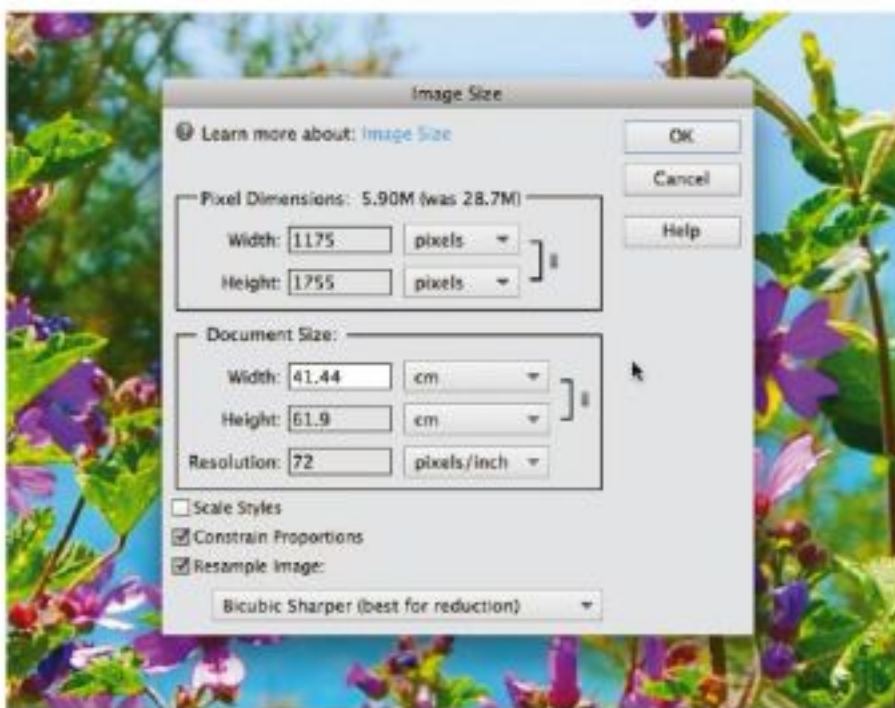 Image Size
Learn more about: Image Size
OK
Cancel
Help
Pixel Dimensions: 5.90M (was 28.7M)
Width: 1175 pixels
Height: 1755 pixels
Document Size:
Width: 41.44 cm
Height: 61.9 cm
Resolution: 72 pixels/inch
Scale Styles
Constrain Proportions
Resample Image:
Bicubic Sharper (best for reduction)